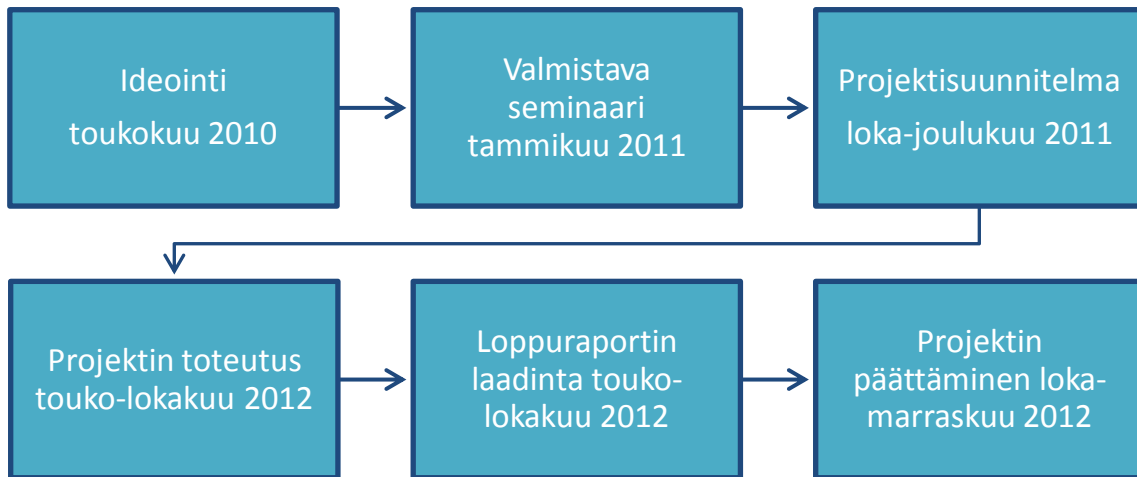 Ideointi
toukokuu 2010
Valmistava
seminaari
tammikuu 2011
Projektisuunnitelma
loka-joulukuu 2011
Projektin toteutus
touko-lokakuu 2012
Loppuraportin
laadinta touko-
lokakuu 2012
Projektin
päättäminen loka-
marraskuu 2012